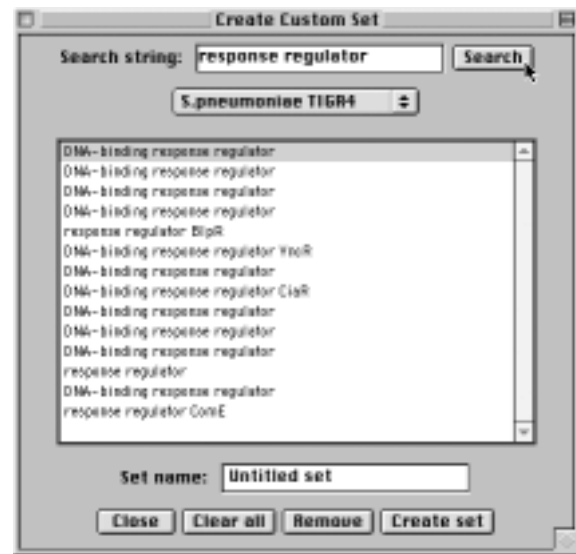 Create Custom Set
Search string: response regulator Search
S.pneumoniae TIGR4
DNA-binding response regulator
DNA-binding response regulator
DNA-binding response regulator
DNA-binding response regulator
response regulator BlpR
DNA-binding response regulator VncR
DNA-binding response regulator
DNA-binding response regulator CiaR
DNA-binding response regulator
DNA-binding response regulator
DNA-binding response regulator
response regulator
DNA-binding response regulator
response regulator ComE
Set name: Untitled set
Close Clear all Remove Create set